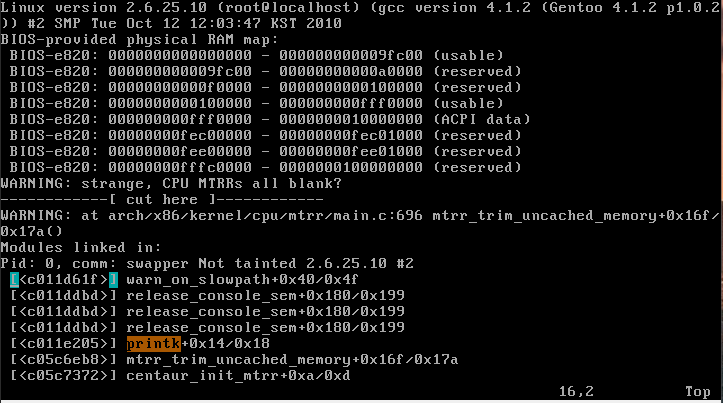 Linux version 2.6.25.10 (root@localhost) (gcc version 4.1.2 (Gentoo 4.1.2 p1.0.2
)) #2 SMP Tue Oct 12 12:03:47 KST 2010
BIOS-provided physical RAM map:
 BIOS-e820: 0000000000000000 - 000000000009fc00 (usable)
 BIOS-e820: 000000000009fc00 - 00000000000a0000 (reserved)
 BIOS-e820: 00000000000f0000 - 0000000000100000 (reserved)
 BIOS-e820: 0000000000100000 - 000000000fff0000 (usable)
 BIOS-e820: 000000000fff0000 - 0000000010000000 (ACPI data)
 BIOS-e820: 00000000fec00000 - 00000000fec01000 (reserved)
 BIOS-e820: 00000000fee00000 - 00000000fee01000 (reserved)
 BIOS-e820: 00000000fffc0000 - 0000000100000000 (reserved)
WARNING: strange, CPU MTRRs all blank?
------------[ cut here ]------------
WARNING: at arch/x86/kernel/cpu/mtrr/main.c:696 mtrr_trim_uncached_memory+0x16f/
0x17a()
Modules linked in:
Pid: 0, comm: swapper Not tainted 2.6.25.10 #2
 [<c011d61f>] warn_on_slowpath+0x40/0x4f
 [<c011ddbd>] release_console_sem+0x180/0x199
 [<c011ddbd>] release_console_sem+0x180/0x199
 [<c011ddbd>] release_console_sem+0x180/0x199
 [<c011e205>] printk+0x14/0x18
 [<c05c6eb8>] mtrr_trim_uncached_memory+0x16f/0x17a
 [<c05c7372>] centaur_init_mtrr+0xa/0xd
16,2 Top